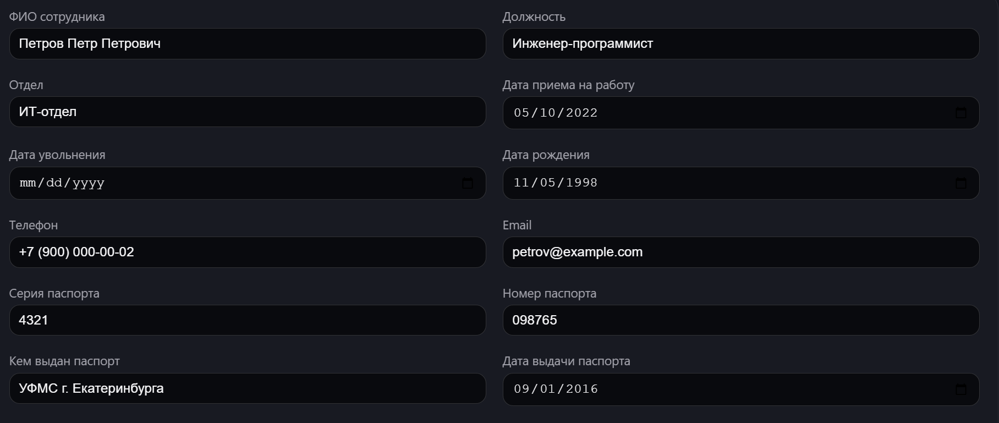 ФИО сотрудника
Должность
Петров Петр Петрович
Инженер-программист
Отдел
Дата приема на работу
ИТ-отдел
05/10/2022
Дата увольнения
Дата рождения
mm/dd/yyyy
11/05/1998
Телефон
Email
+7 (900) 000-00-02
petrov@example.com
Серия паспорта
Номер паспорта
4321
098765
Кем выдан паспорт
Дата выдачи паспорта
УФМС г. Екатеринбурга
09/01/2016